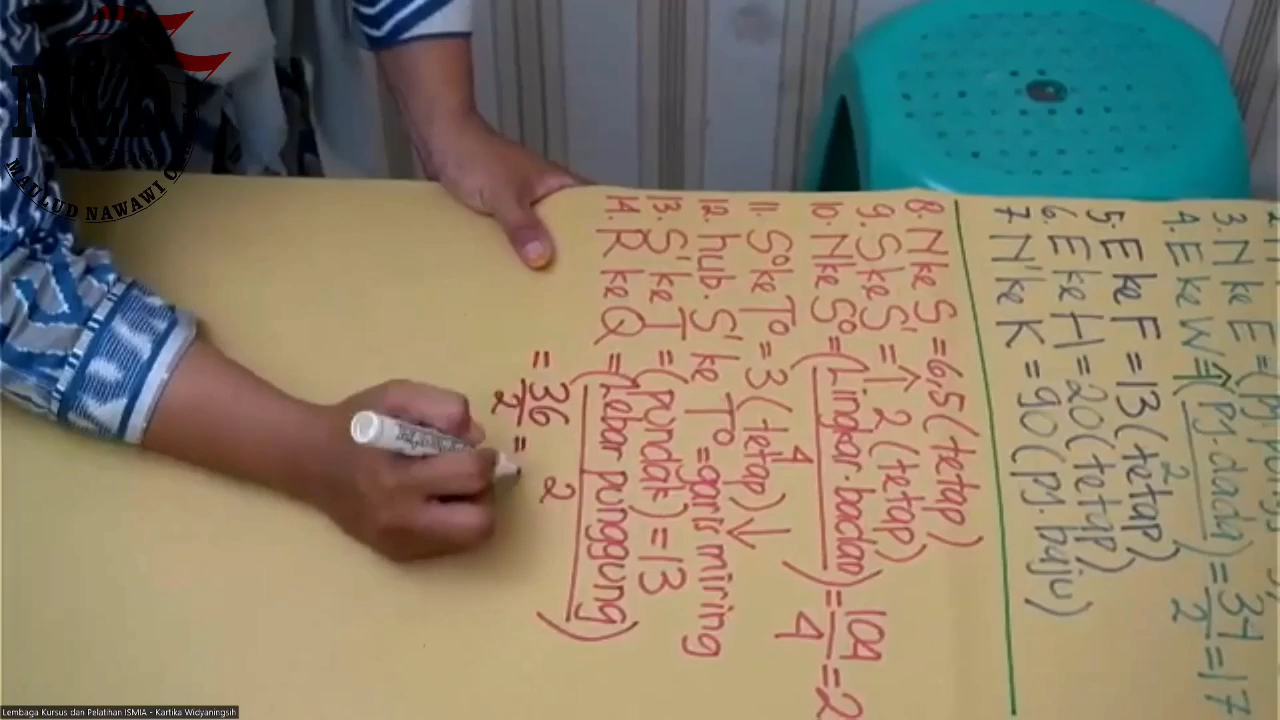 3. N ke E = (pj. pu
4. E ke W = ↑ (pj. dada) = 34 = 17
2 2
5. E ke F = 13 (tetap)
6. E ke H = 20 (tetap)
7. N' ke K = 90 (pj. baju)
8. N ke S = 6,5 (tetap)
9. S ke S' = ↑ 2 (tetap)
10. N ke S° = (Lingkar badan) = 104 = 2
4 4
11. S° ke T° = 3 (tetap) ↓
12. hub. S' ke T° = garis miring
13. S' ke T = (pundak) = 13
14. R ke Q = (Lebar punggung)
2
= 36 =
2
MAULUD NAWAWI
Lembaga Kursus dan Pelatihan ISMIA - Kartika Widyaningsih